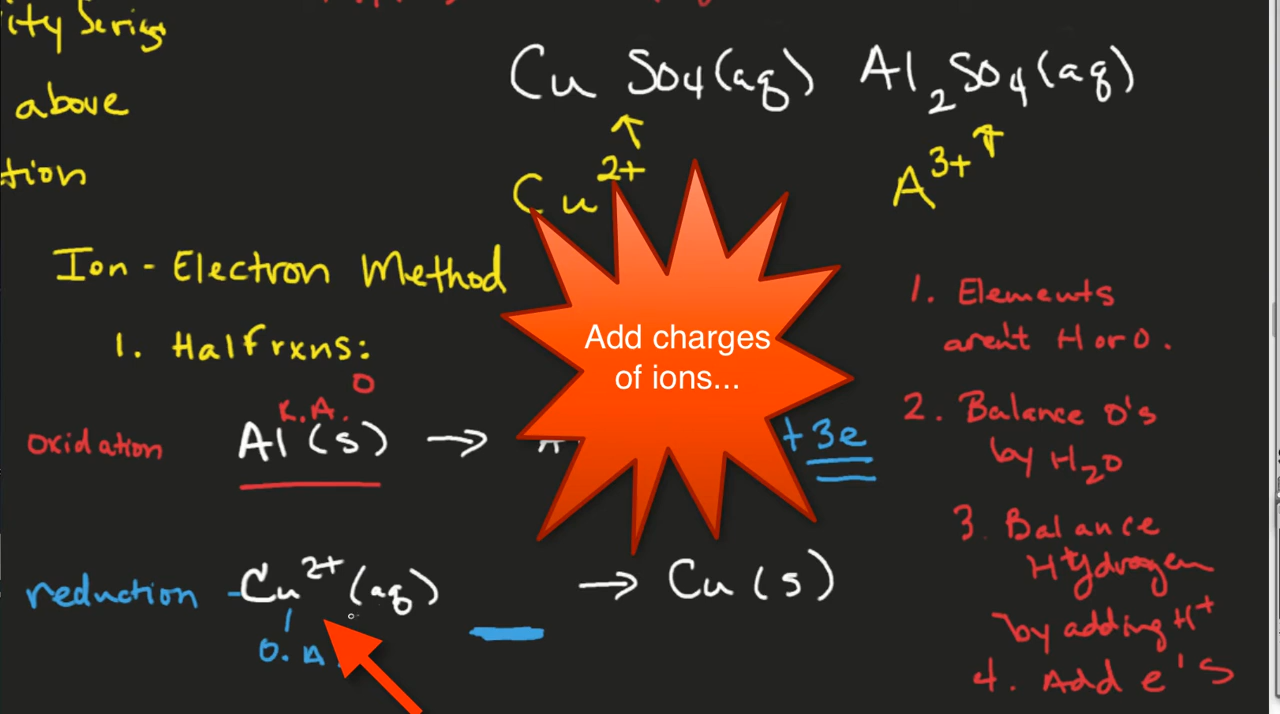 ity Series
above
tion
CuSO4(aq) Al2SO4(aq)
Cu2+ A3+
Ion-Electron Method
1. Halfrxns:
Add charges
of ions...
R.A. 0
oxidation Al(s) → A + 3e
reduction Cu2+(aq) → Cu(s)
O.A.
1. Elements
aren't H or O.
2. Balance O's
by H2O
3. Balance
Hydrogen
by adding H+
4. Add e's